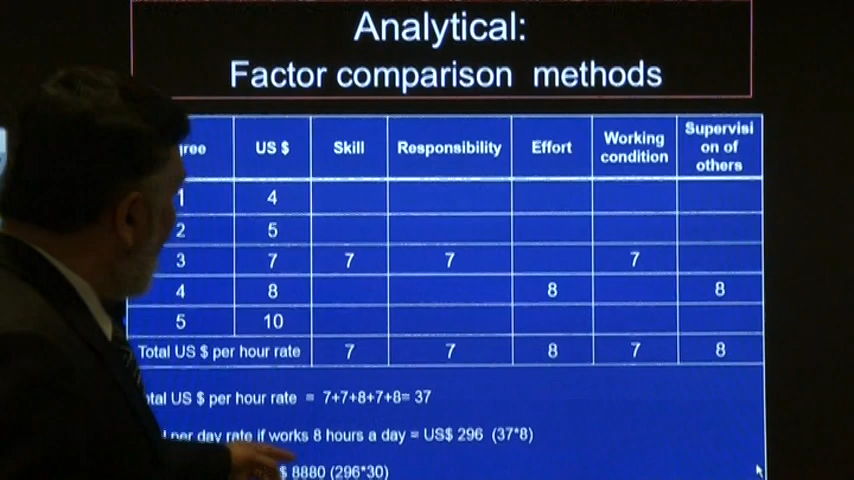 Analytical:
Factor comparison methods
US $ Skill Responsibility Effort Working condition Supervisi on of others
1 4
2 5
3 7 7 7 7
4 8 8 8
5 10
Total US $ per hour rate 7 7 8 7 8
US $ per hour rate = 7+7+8+7+8= 37
per day rate if works 8 hours a day = US$ 296 (37*8)
$ 8880 (296*30)